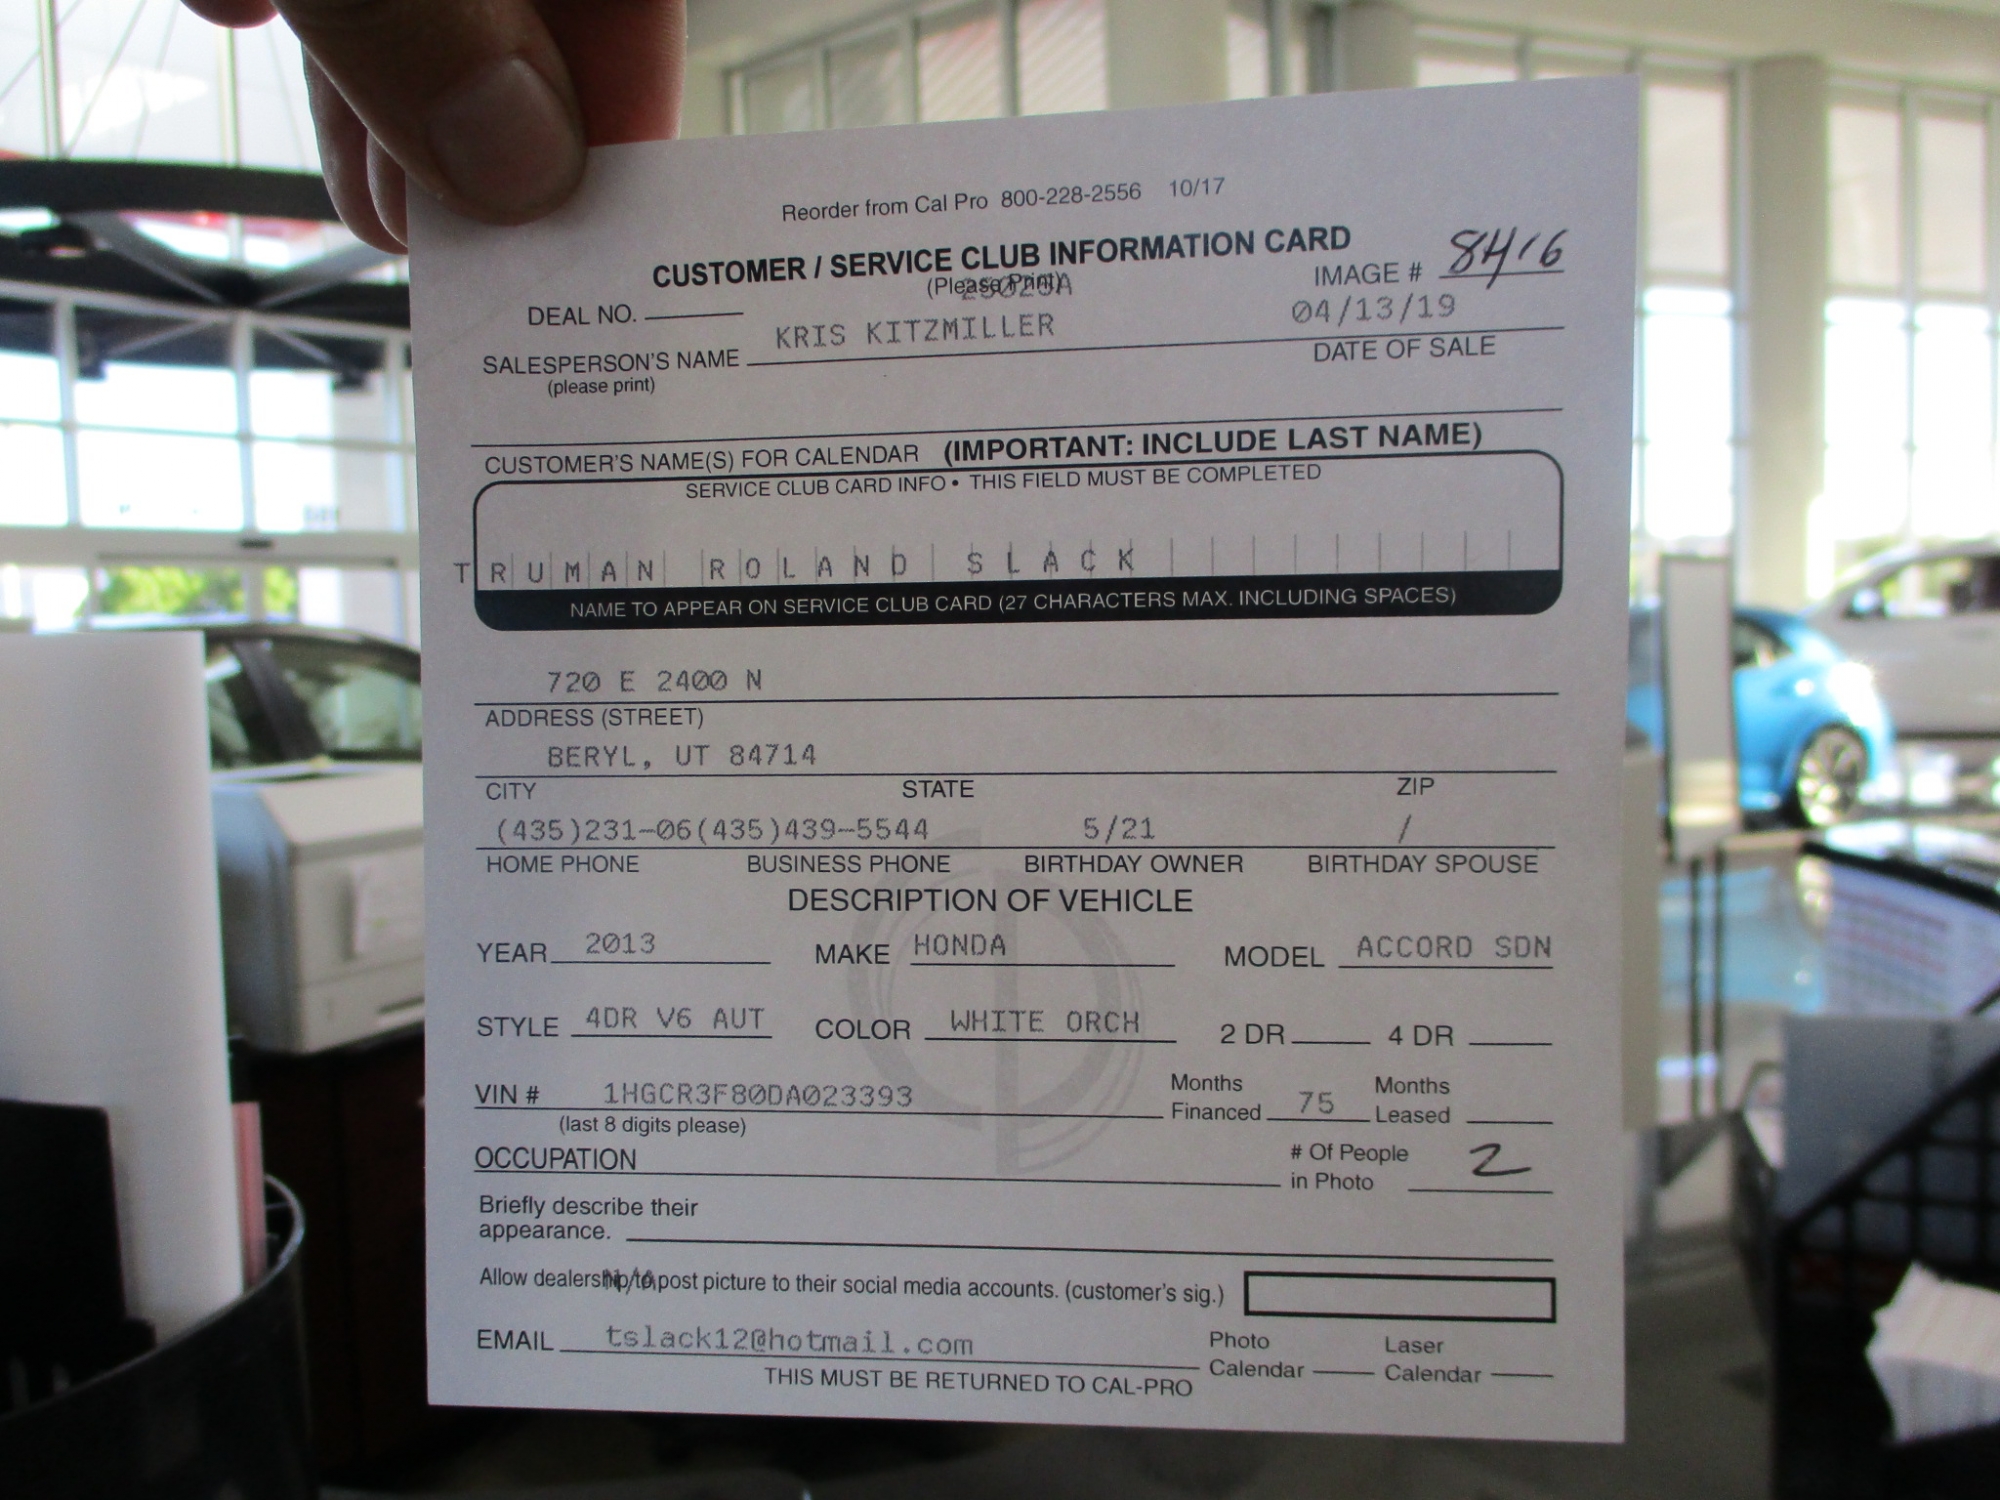 Reorder from Cal Pro 800-228-2556 10/17
CUSTOMER / SERVICE CLUB INFORMATION CARD
(Please Print)
IMAGE # 8416
DEAL NO.
04/13/19
KRIS KITZMILLER
SALESPERSON'S NAME
DATE OF SALE
(please print)
CUSTOMER'S NAME(S) FOR CALENDAR (IMPORTANT: INCLUDE LAST NAME)
SERVICE CLUB CARD INFO • THIS FIELD MUST BE COMPLETED
TRUMAN ROLAND SLACK
NAME TO APPEAR ON SERVICE CLUB CARD (27 CHARACTERS MAX. INCLUDING SPACES)
720 E 2400 N
ADDRESS (STREET)
BERYL, UT 84714
CITY STATE ZIP
(435)231-06(435)439-5544 5/21 /
HOME PHONE BUSINESS PHONE BIRTHDAY OWNER BIRTHDAY SPOUSE
DESCRIPTION OF VEHICLE
YEAR 2013 MAKE HONDA MODEL ACCORD SDN
STYLE 4DR V6 AUT COLOR WHITE ORCH 2 DR 4 DR
VIN # 1HGCR3F80DA023393 Months Financed 75 Months Leased
(last 8 digits please)
OCCUPATION # Of People in Photo 2
Briefly describe their
appearance.
Allow dealership to post picture to their social media accounts. (customer's sig.)
EMAIL tslack12@hotmail.com Photo Calendar Laser Calendar
THIS MUST BE RETURNED TO CAL-PRO